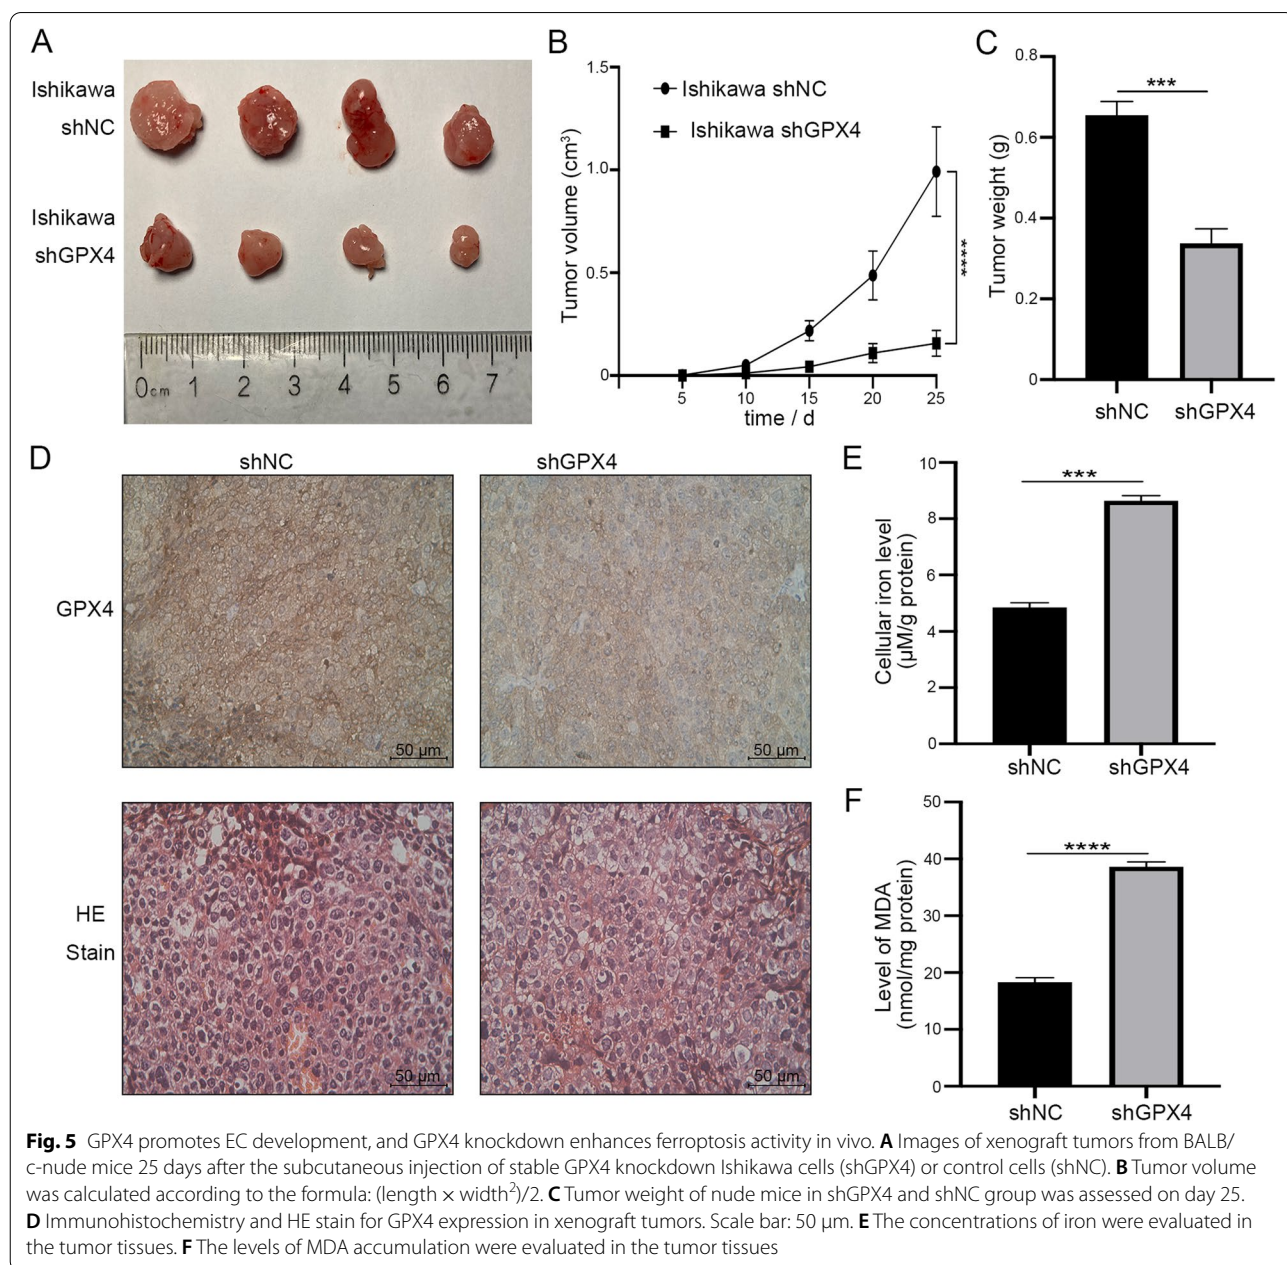 A
Ishikawa
shNC
Ishikawa
shGPX4
0cm 1 2 3 4 5 6 7
B
Tumor volume (cm³)
1.5
1.0
0.5
0
Ishikawa shNC
Ishikawa shGPX4
****
5 10 15 20 25
time / d
C
Tumor weight (g)
0.8
0.6
0.4
0.2
0
***
shNC shGPX4
D
shNC shGPX4
GPX4
50 µm
50 µm
HE
Stain
50 µm
50 µm
E
Cellular iron level
(µM/g protein)
10
8
6
4
2
0
***
shNC shGPX4
F
Level of MDA
(nmol/mg protein)
50
40
30
20
10
0
****
shNC shGPX4
Fig. 5 GPX4 promotes EC development, and GPX4 knockdown enhances ferroptosis activity in vivo. A Images of xenograft tumors from BALB/
c-nude mice 25 days after the subcutaneous injection of stable GPX4 knockdown Ishikawa cells (shGPX4) or control cells (shNC). B Tumor volume
was calculated according to the formula: (length × width²)/2. C Tumor weight of nude mice in shGPX4 and shNC group was assessed on day 25.
D Immunohistochemistry and HE stain for GPX4 expression in xenograft tumors. Scale bar: 50 µm. E The concentrations of iron were evaluated in
the tumor tissues. F The levels of MDA accumulation were evaluated in the tumor tissues